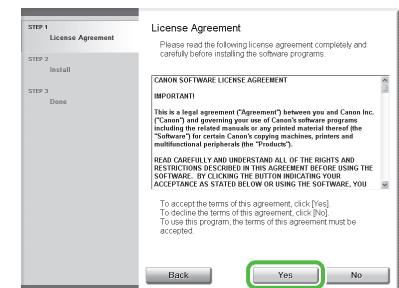 STEP 1
License Agreement
STEP 2
Install
STEP 3
Done
License Agreement
Please read the following license agreement completely and
carefully before installing the software programs.
CANON SOFTWARE LICENSE AGREEMENT
IMPORTANT!
This is a legal agreement ("Agreement") between you and Canon Inc.
("Canon") and governing your use of Canon's software programs
including the related manuals or any printed material thereof (the
"Software") for certain Canon's copying machines, printers and
multifunctional peripherals (the "Products").
READ CAREFULLY AND UNDERSTAND ALL OF THE RIGHTS AND
RESTRICTIONS DESCRIBED IN THIS AGREEMENT BEFORE USING THE
SOFTWARE. BY CLICKING THE BUTTON INDICATING YOUR
ACCEPTANCE AS STATED BELOW OR USING THE SOFTWARE, YOU
To accept the terms of this agreement, click [Yes].
To decline the terms of this agreement, click [No].
To use this program, the terms of this agreement must be
accepted.
Back
Yes
No